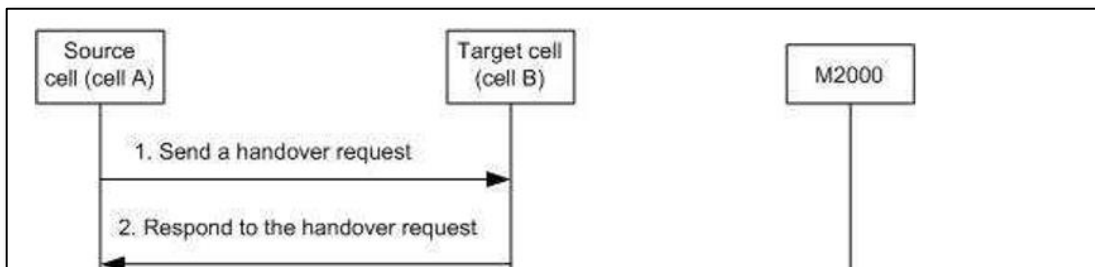 Source
cell (cell A)
Target cell
(cell B)
M2000
1. Send a handover request
2. Respond to the handover request